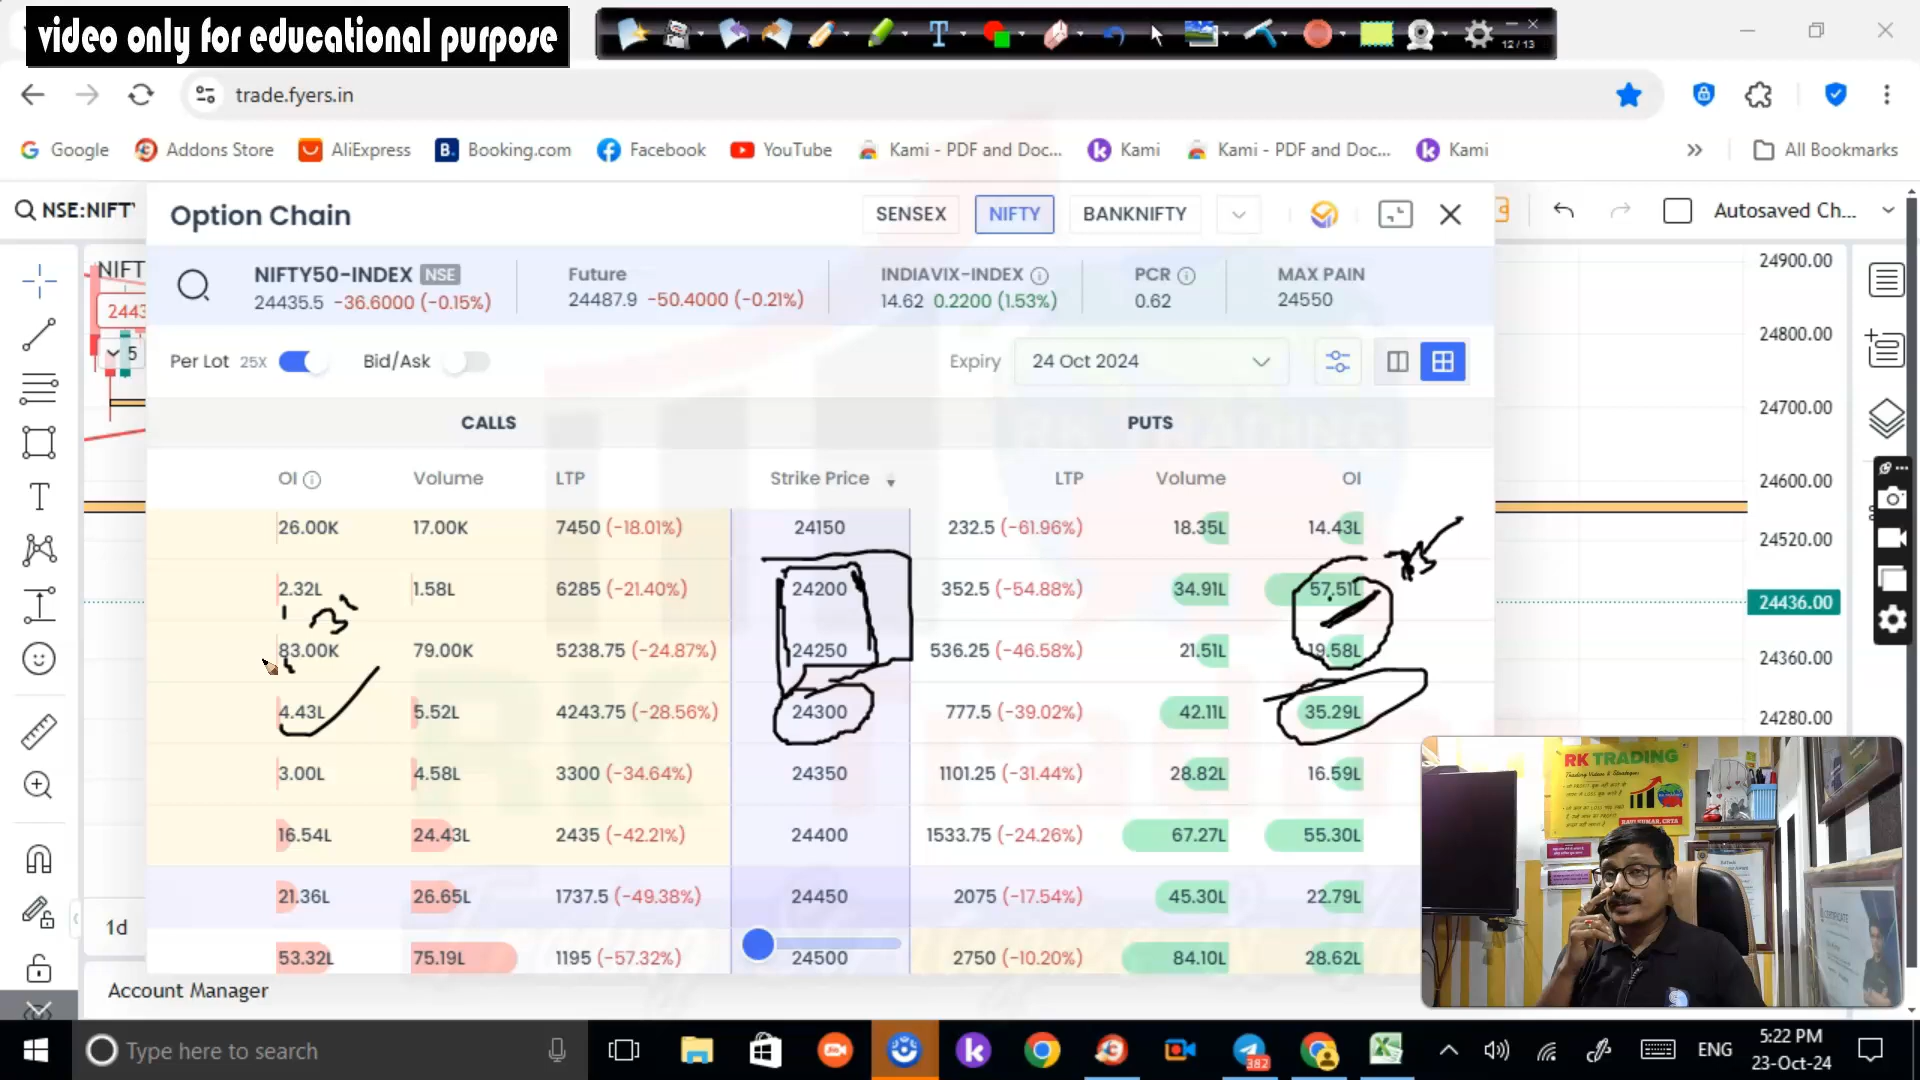 video only for educational purpose
12 / 13
trade.fyers.in
Google Addons Store AliExpress Booking.com Facebook YouTube Kami - PDF and Doc... Kami Kami - PDF and Doc... Kami » All Bookmarks
NSE:NIFTY
Option Chain SENSEX NIFTY BANKNIFTY
Autosaved Ch...
NIFT
NIFTY50-INDEX NSE Future INDIAVIX-INDEX PCR MAX PAIN
24435.5 -36.6000 (-0.15%) 24487.9 -50.4000 (-0.21%) 14.62 0.2200 (1.53%) 0.62 24550
2443
5
Per Lot 25X Bid/Ask Expiry 24 Oct 2024
CALLS PUTS
OI Volume LTP Strike Price LTP Volume OI
26.00K 17.00K 7450 (-18.01%) 24150 232.5 (-61.96%) 18.35L 14.43L
2.32L 1.58L 6285 (-21.40%) 24200 352.5 (-54.88%) 34.91L 57.51L
83.00K 79.00K 5238.75 (-24.87%) 24250 536.25 (-46.58%) 21.51L 19.58L
4.43L 5.52L 4243.75 (-28.56%) 24300 777.5 (-39.02%) 42.11L 35.29L
3.00L 4.58L 3300 (-34.64%) 24350 1101.25 (-31.44%) 28.82L 16.59L
16.54L 24.43L 2435 (-42.21%) 24400 1533.75 (-24.26%) 67.27L 55.30L
21.36L 26.65L 1737.5 (-49.38%) 24450 2075 (-17.54%) 45.30L 22.79L
53.32L 75.19L 1195 (-57.32%) 24500 2750 (-10.20%) 84.10L 28.62L
24900.00
24800.00
24700.00
24600.00
24520.00
24436.00
24360.00
24280.00
1d
Account Manager
RK TRADING
Type here to search
382
ENG
5:22 PM
23-Oct-24